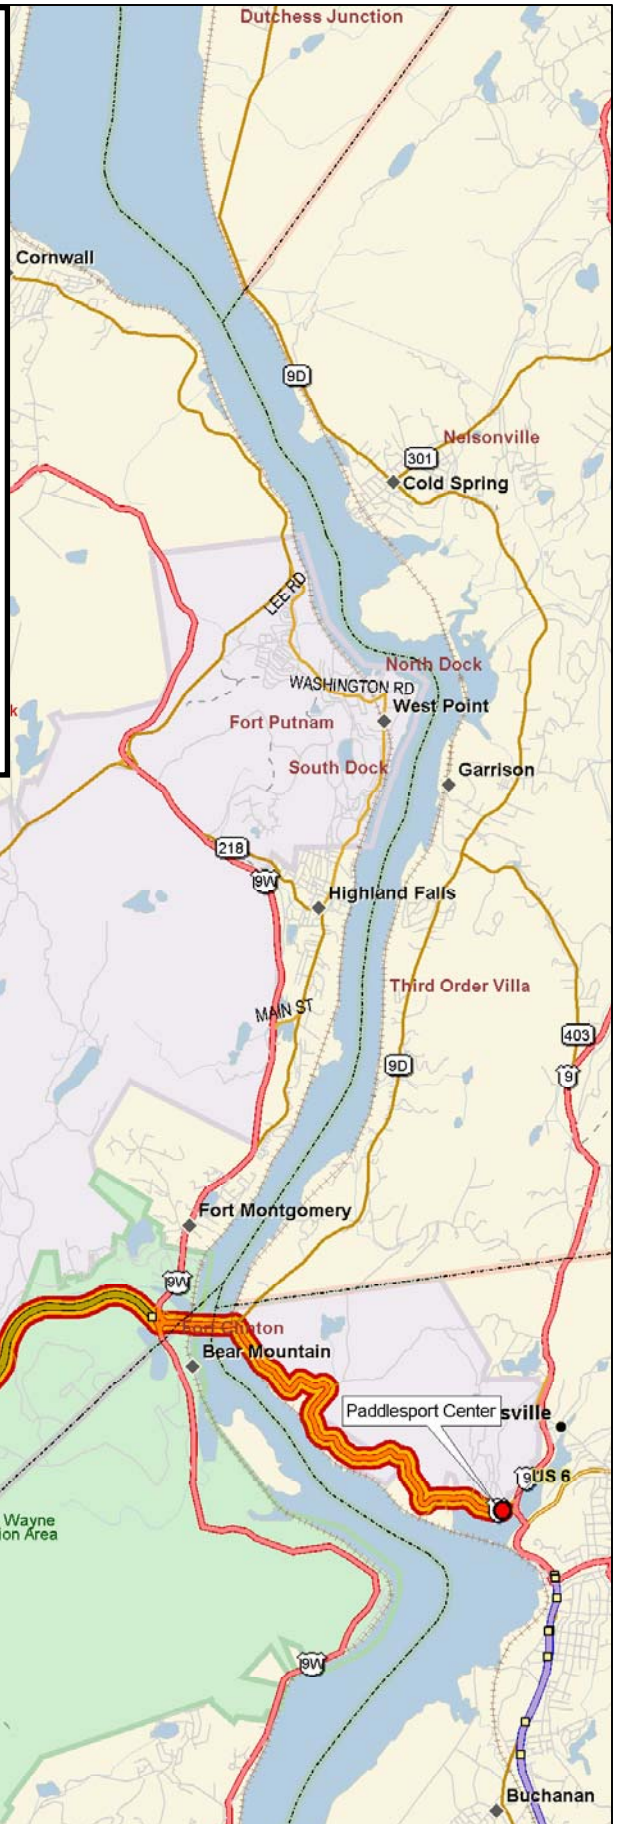 Dutchess Junction
Cornwall
9D
Nelsonville
301
Cold Spring
LEE RD
North Dock
WASHINGTON RD
West Point
Fort Putnam
South Dock
Garrison
218
9W
Highland Falls
Third Order Villa
MAIN ST
403
9D
9
Fort Montgomery
9W
Clinton
Bear Mountain
Paddlesport Center
sville
9
US 6
Wayne
ion Area
9W
Buchanan